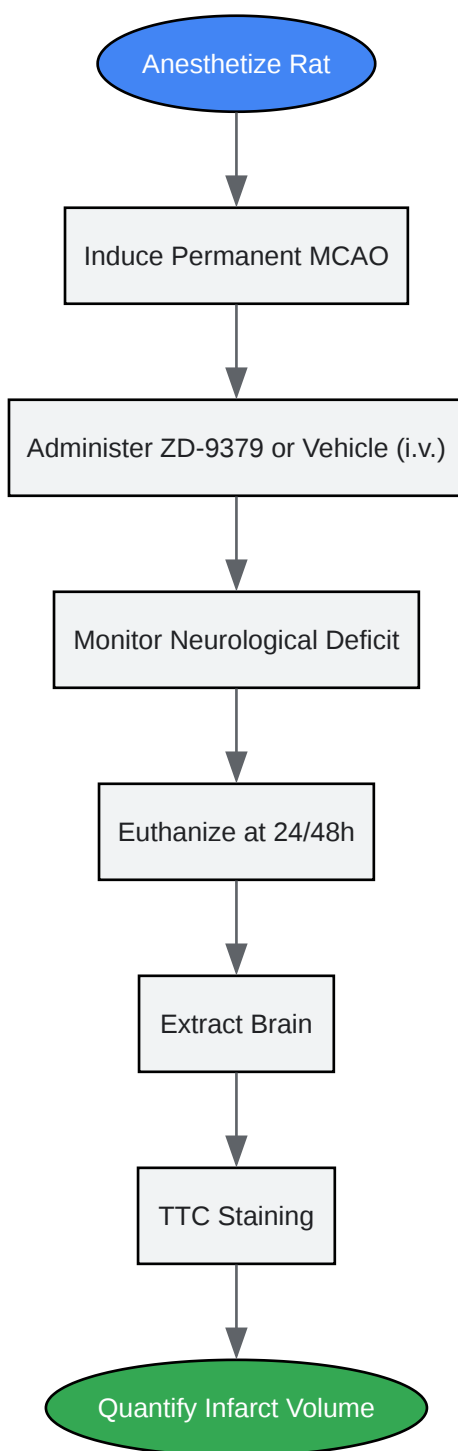 Anesthetize Rat
Induce Permanent MCAO
Administer ZD-9379 or Vehicle (i.v.)
Monitor Neurological Deficit
Euthanize at 24/48h
Extract Brain
TTC Staining
Quantify Infarct Volume